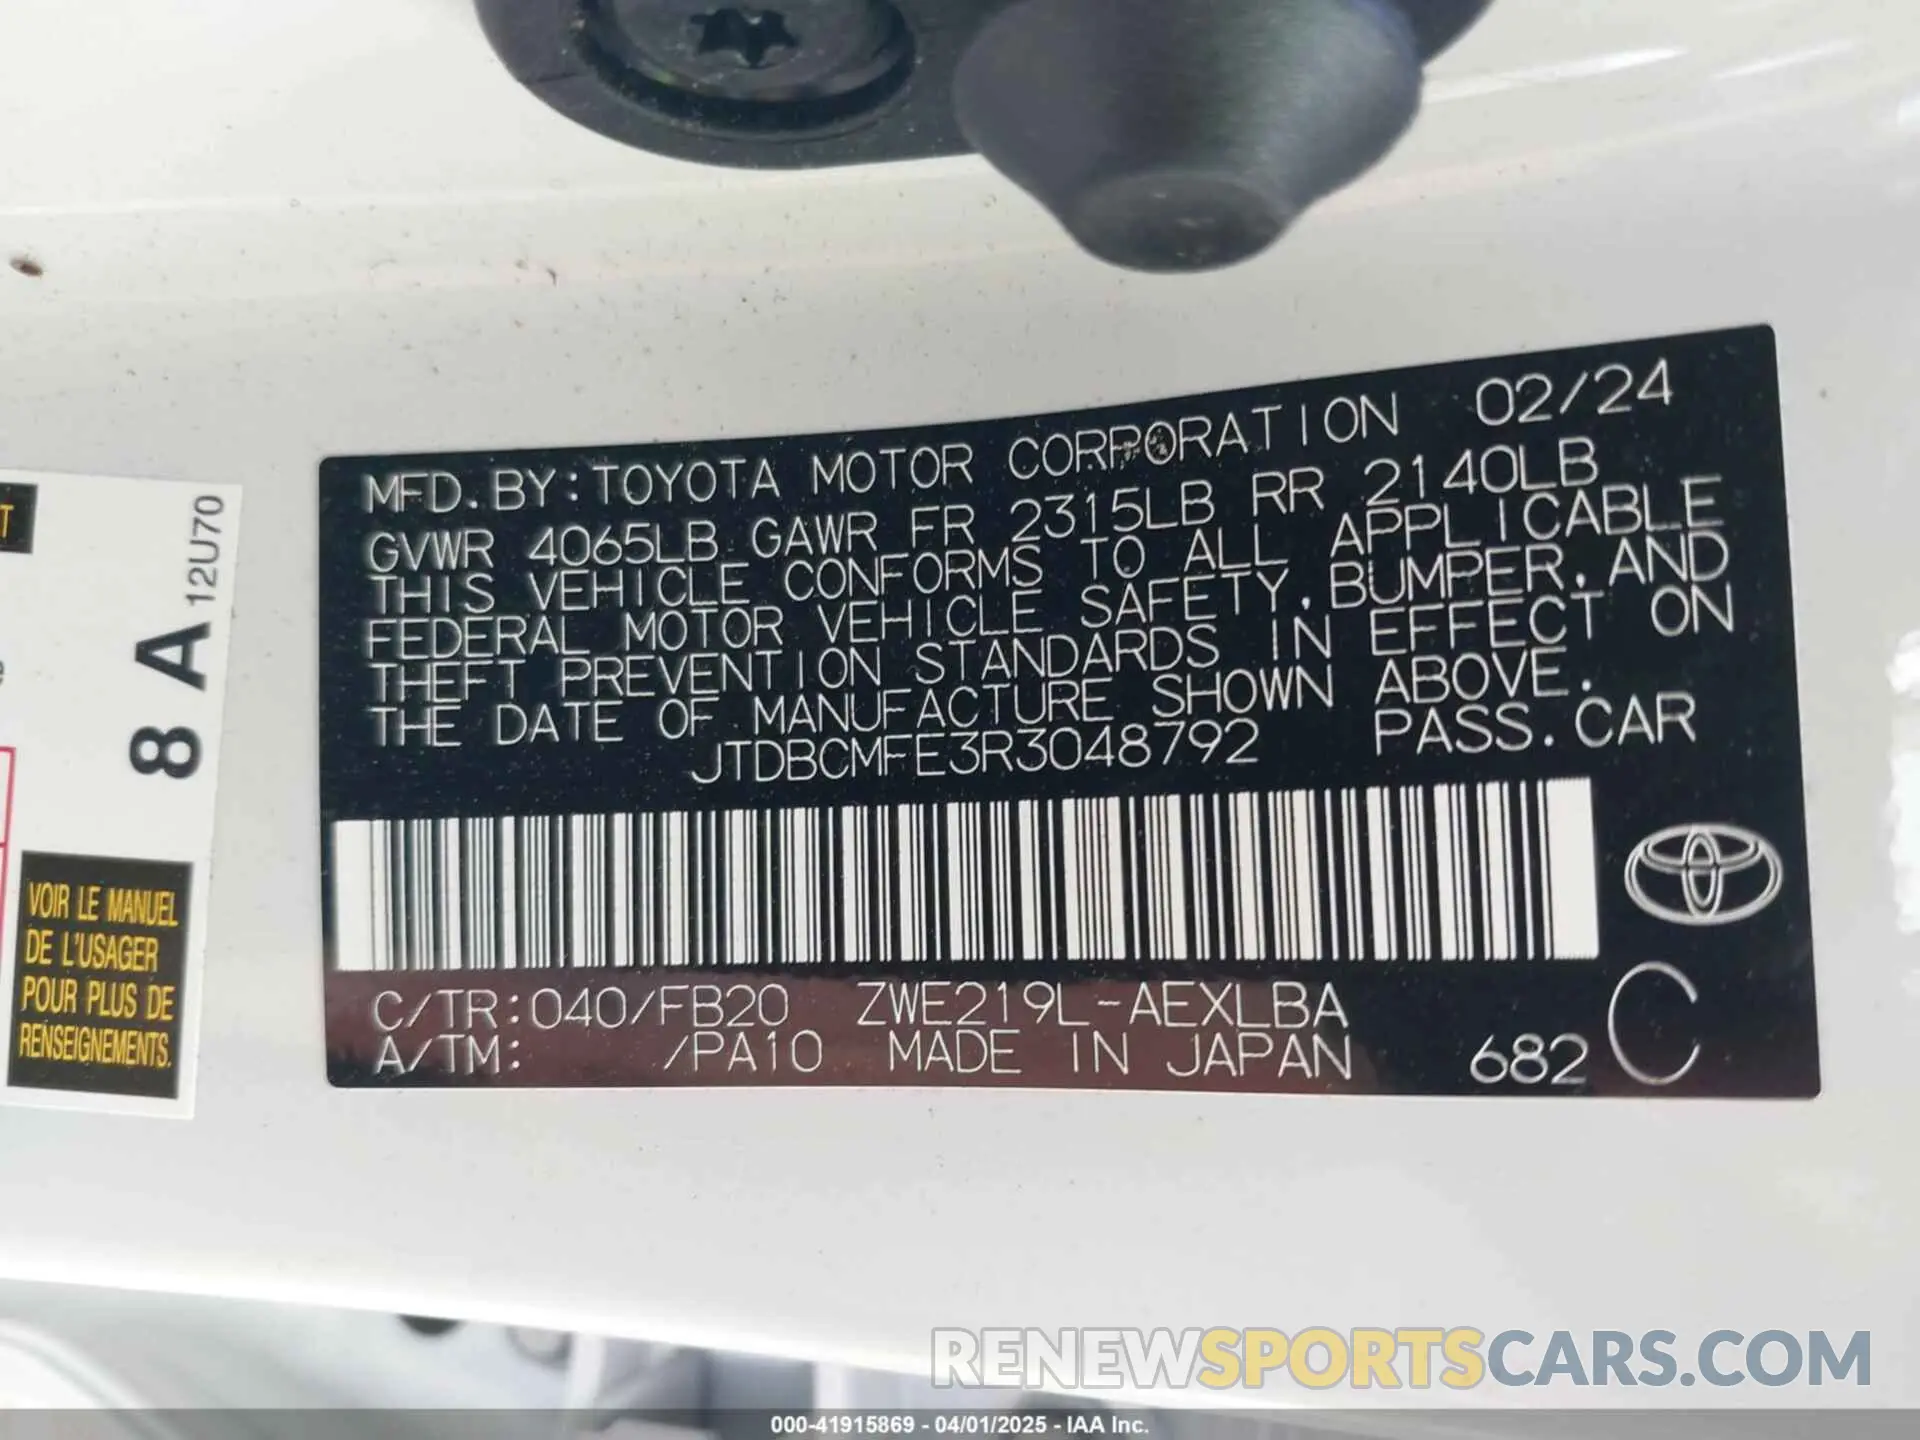 MFD.BY:TOYOTA MOTOR CORPORATION 02/24
GVWR 4065LB GAWR FR 2315LB RR 2140LB
THIS VEHICLE CONFORMS TO ALL APPLICABLE
FEDERAL MOTOR VEHICLE SAFETY, BUMPER, AND
THEFT PREVENTION STANDARDS IN EFFECT ON
THE DATE OF MANUFACTURE SHOWN ABOVE.
JTDBCMFE3R3048792 PASS.CAR
C/TR:040/FB20 ZWE219L-AEXLBA
A/TM: /PA10 MADE IN JAPAN 682 C
8 A 12U70
VOIR LE MANUEL
DE L'USAGER
POUR PLUS DE
RENSEIGNEMENTS.
RENEWSPORTSCARS.COM
000-41915869 - 04/01/2025 - IAA Inc.